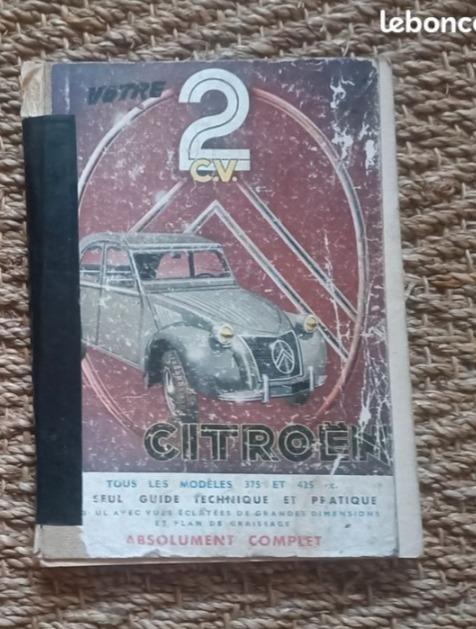 leboncoin
VOTRE
2
C.V.
CITROËN
TOUS LES MODÈLES 375 ET 425
SEUL GUIDE TECHNIQUE ET PRATIQUE
AVEC VUES ÉCLATÉES DE GRANDES DIMENSIONS
ET PLAN DE GRAISSAGE
ABSOLUMENT COMPLET